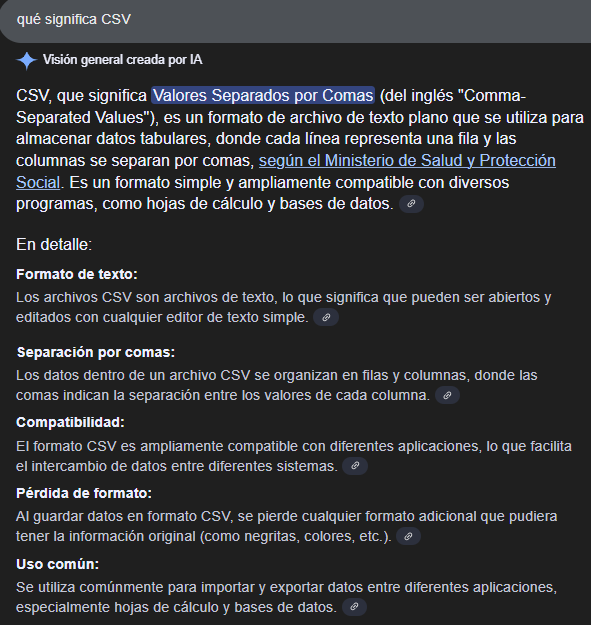 qué significa CSV
Visión general creada por IA
CSV, que significa Valores Separados por Comas (del inglés "Comma-
Separated Values"), es un formato de archivo de texto plano que se utiliza para
almacenar datos tabulares, donde cada línea representa una fila y las
columnas se separan por comas, según el Ministerio de Salud y Protección
Social. Es un formato simple y ampliamente compatible con diversos
programas, como hojas de cálculo y bases de datos.
En detalle:
Formato de texto:
Los archivos CSV son archivos de texto, lo que significa que pueden ser abiertos y
editados con cualquier editor de texto simple.
Separación por comas:
Los datos dentro de un archivo CSV se organizan en filas y columnas, donde las
comas indican la separación entre los valores de cada columna.
Compatibilidad:
El formato CSV es ampliamente compatible con diferentes aplicaciones, lo que facilita
el intercambio de datos entre diferentes sistemas.
Pérdida de formato:
Al guardar datos en formato CSV, se pierde cualquier formato adicional que pudiera
tener la información original (como negritas, colores, etc.).
Uso común:
Se utiliza comúnmente para importar y exportar datos entre diferentes aplicaciones,
especialmente hojas de cálculo y bases de datos.